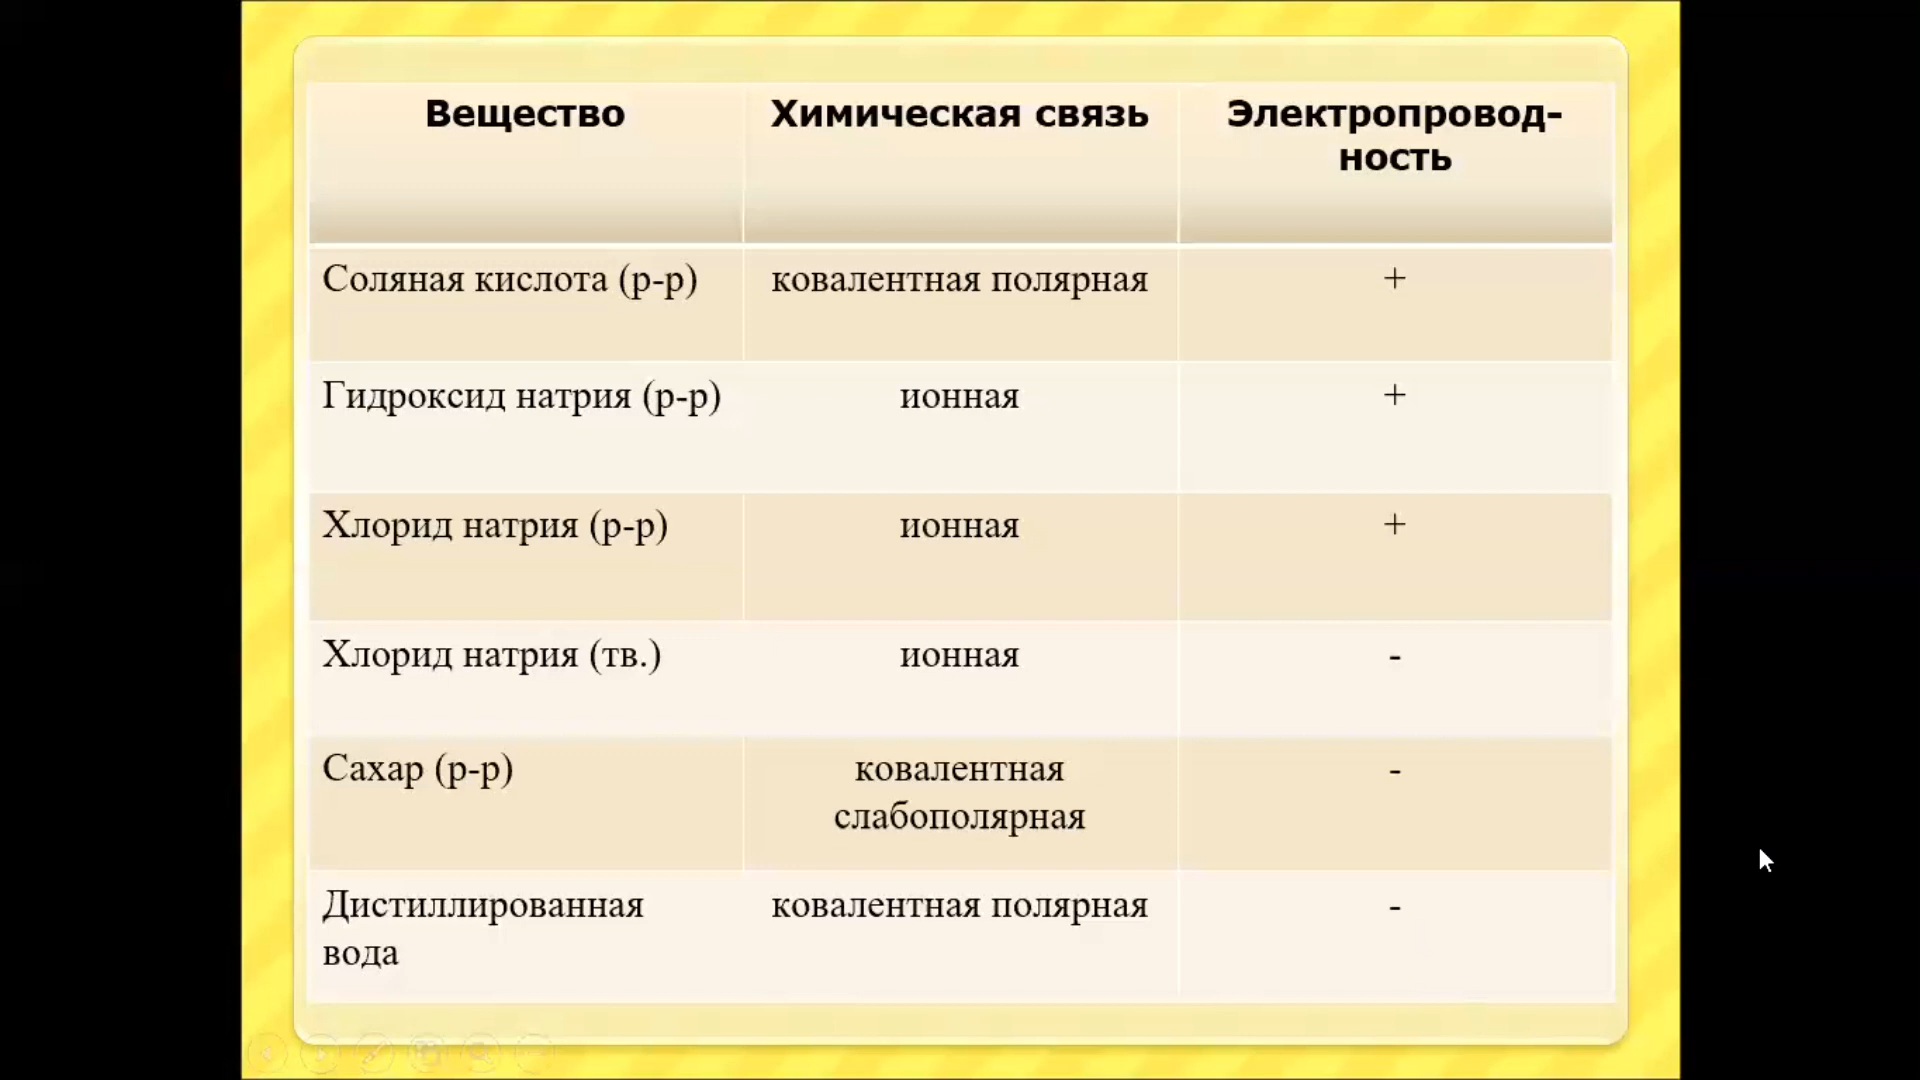 Вещество Химическая связь Электропровод-
ность
Соляная кислота (р-р) ковалентная полярная +
Гидроксид натрия (р-р) ионная +
Хлорид натрия (р-р) ионная +
Хлорид натрия (тв.) ионная -
Сахар (р-р) ковалентная -
слабополярная
Дистиллированная ковалентная полярная -
вода